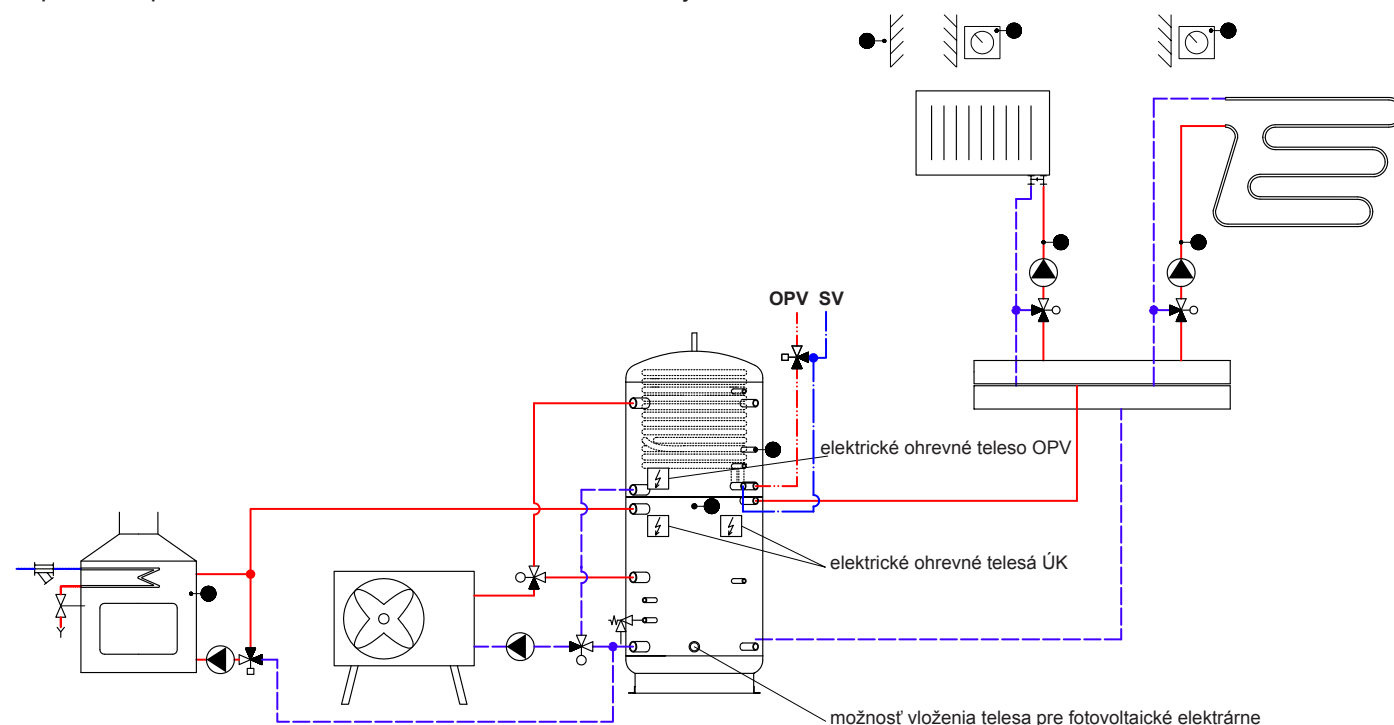 OPV SV
elektrické ohrevné teleso OPV
elektrické ohrevné telesá ÚK
možnosť vloženia telesa pre fotovoltaické elektrárne